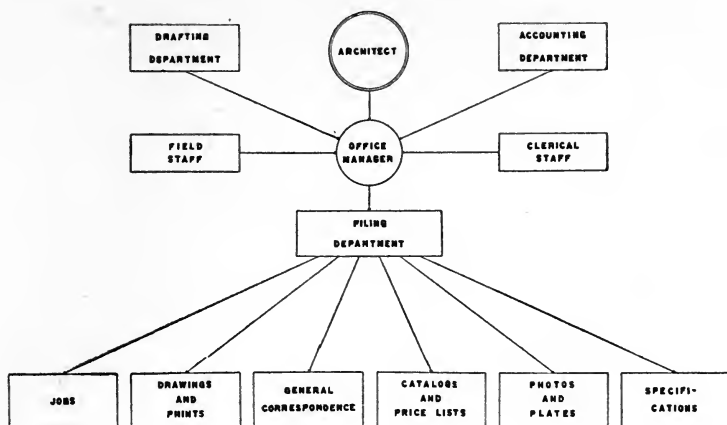 DRAFTING
DEPARTMENT
ARCHITECT
ACCOUNTING
DEPARTMENT
FIELD
STAFF
OFFICE
MANAGER
CLERICAL
STAFF
FILING
DEPARTMENT
JOBS
DRAWINGS
AND
PRINTS
GENERAL
CORRESPONDENCE
CATALOGS
AND
PRICE LISTS
PHOTOS
AND
PLATES
SPECIFI-
CATIONS